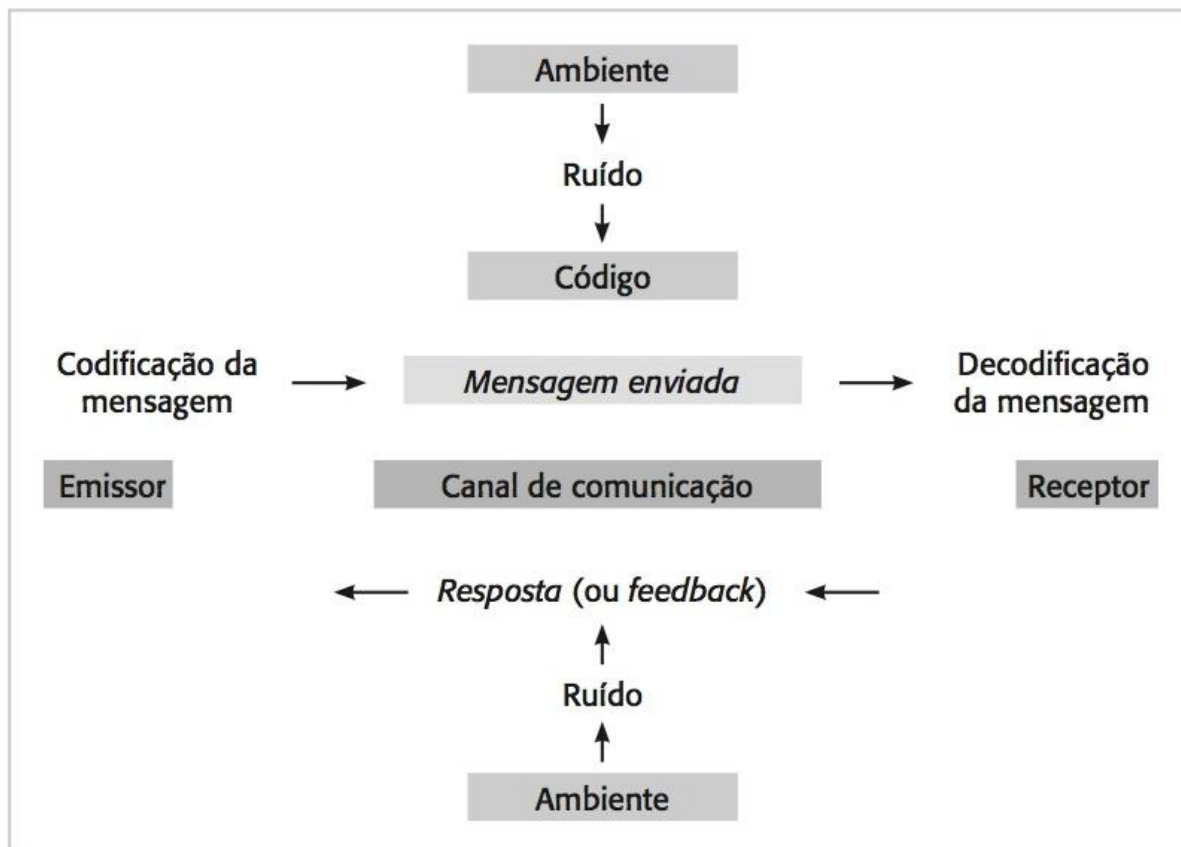 Ambiente
Ruído
Código
Codificação da
mensagem
Mensagem enviada
Decodificação
da mensagem
Emissor
Canal de comunicação
Receptor
Resposta (ou feedback)
Ruído
Ambiente